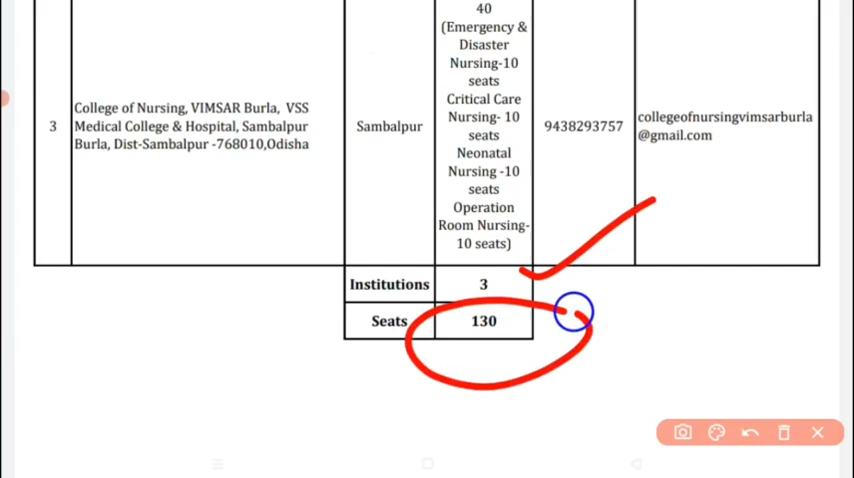 40
(Emergency &
Disaster
Nursing-10
seats
Critical Care
Nursing- 10
seats
Neonatal
Nursing -10
seats
Operation
Room Nursing-
10 seats)
3
College of Nursing, VIMSAR Burla, VSS
Medical College & Hospital, Sambalpur
Burla, Dist-Sambalpur -768010,Odisha
Sambalpur
9438293757
collegeofnursingvimsarburla
@gmail.com
Institutions 3
Seats 130